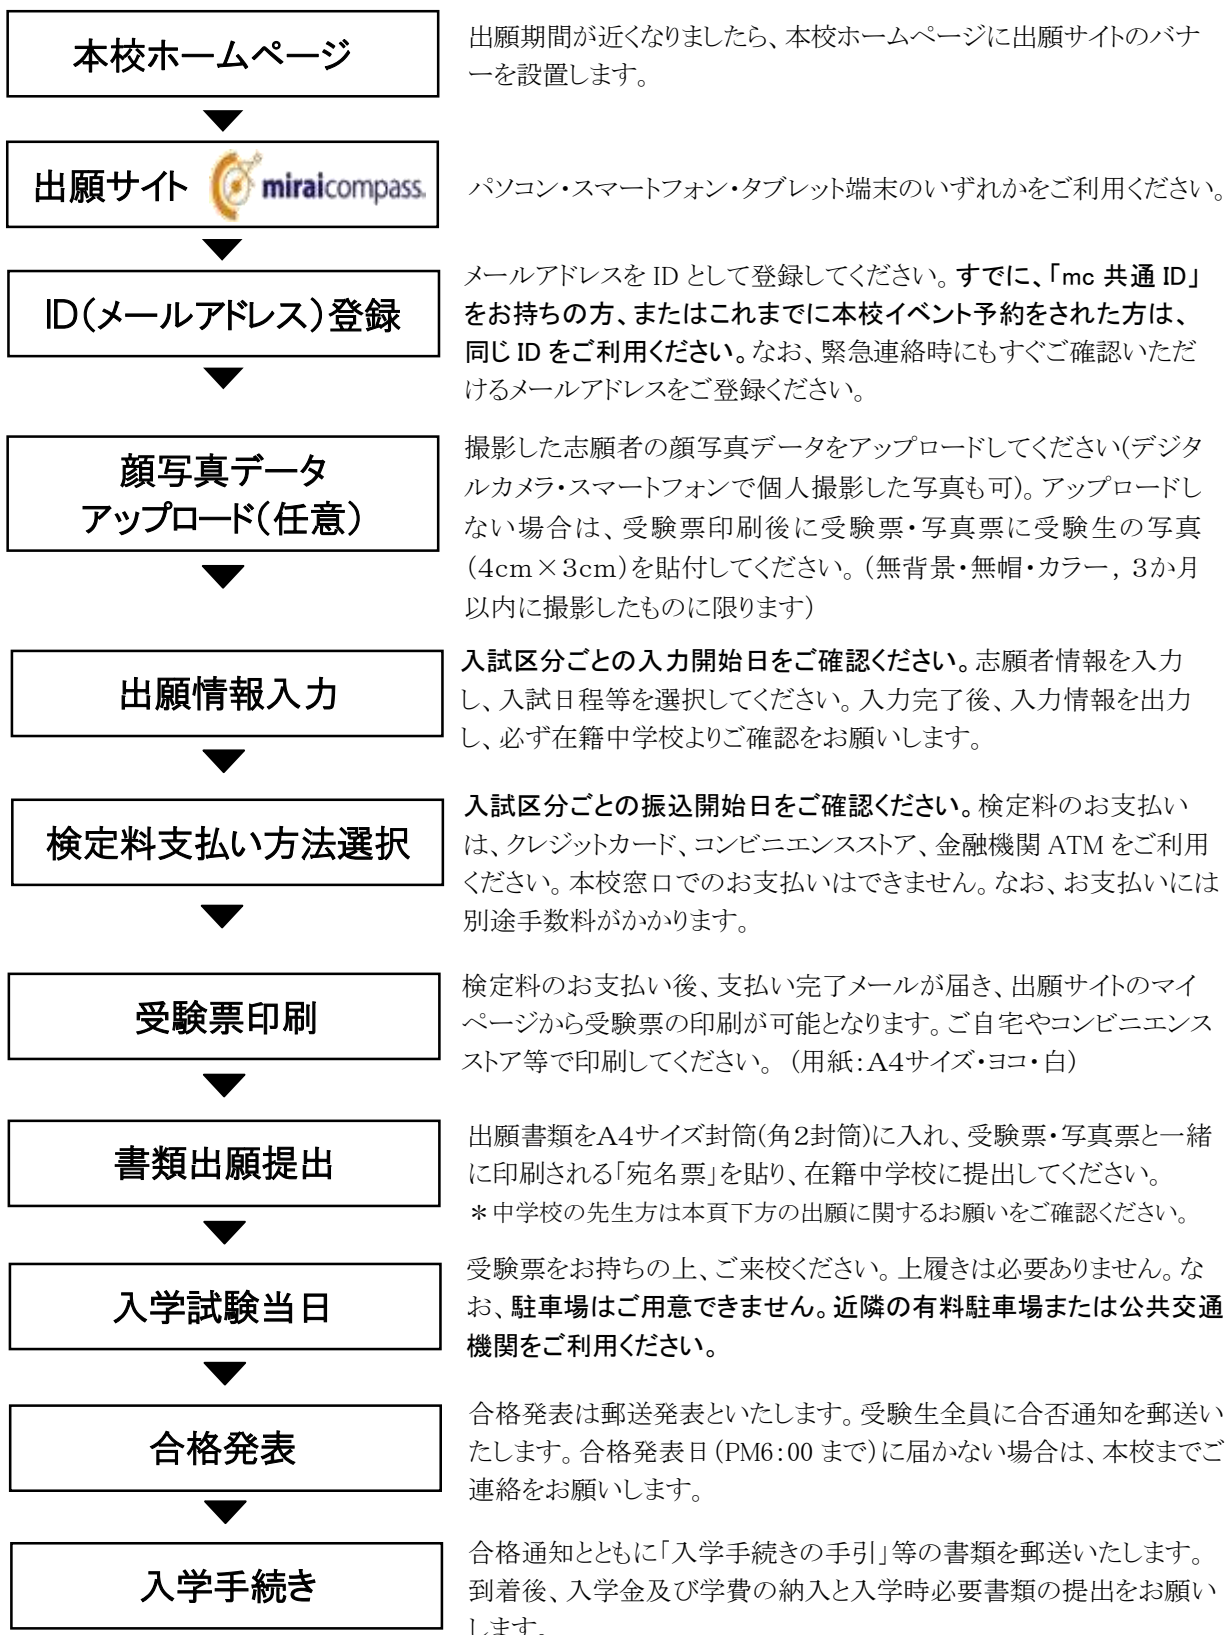 本校ホームページ
出願期間が近くなりましたら、本校ホームページに出願サイトのバナ
ーを設置します。
出願サイト miraicompass.
パソコン・スマートフォン・タブレット端末のいずれかをご利用ください。
ID(メールアドレス)登録
メールアドレスを ID として登録してください。すでに、「mc 共通 ID」
をお持ちの方、またはこれまでに本校イベント予約をされた方は、
同じ ID をご利用ください。なお、緊急連絡時にもすぐご確認いただ
けるメールアドレスをご登録ください。
顔写真データ
アップロード(任意)
撮影した志願者の顔写真データをアップロードしてください(デジタ
ルカメラ・スマートフォンで個人撮影した写真も可)。アップロードし
ない場合は、受験票印刷後に受験票・写真票に受験生の写真
(4cm×3cm)を貼付してください。(無背景・無帽・カラー, 3か月
以内に撮影したものに限ります)
出願情報入力
入試区分ごとの入力開始日をご確認ください。志願者情報を入力
し、入試日程等を選択してください。入力完了後、入力情報を出力
し、必ず在籍中学校よりご確認をお願いします。
検定料支払い方法選択
入試区分ごとの振込開始日をご確認ください。検定料のお支払い
は、クレジットカード、コンビニエンスストア、金融機関 ATM をご利用
ください。本校窓口でのお支払いはできません。なお、お支払いには
別途手数料がかかります。
受験票印刷
検定料のお支払い後、支払い完了メールが届き、出願サイトのマイ
ページから受験票の印刷が可能となります。ご自宅やコンビニエンス
ストア等で印刷してください。 (用紙:A4サイズ・ヨコ・白)
書類出願提出
出願書類をA4サイズ封筒(角2封筒)に入れ、受験票・写真票と一緒
に印刷される「宛名票」を貼り、在籍中学校に提出してください。
＊中学校の先生方は本頁下方の出願に関するお願いをご確認ください。
入学試験当日
受験票をお持ちの上、ご来校ください。上履きは必要ありません。な
お、駐車場はご用意できません。近隣の有料駐車場または公共交通
機関をご利用ください。
合格発表
合格発表は郵送発表といたします。受験生全員に合否通知を郵送い
たします。合格発表日(PM6:00 まで)に届かない場合は、本校までご
連絡をお願いします。
入学手続き
合格通知とともに「入学手続きの手引」等の書類を郵送いたします。
到着後、入学金及び学費の納入と入学時必要書類の提出をお願い
します。